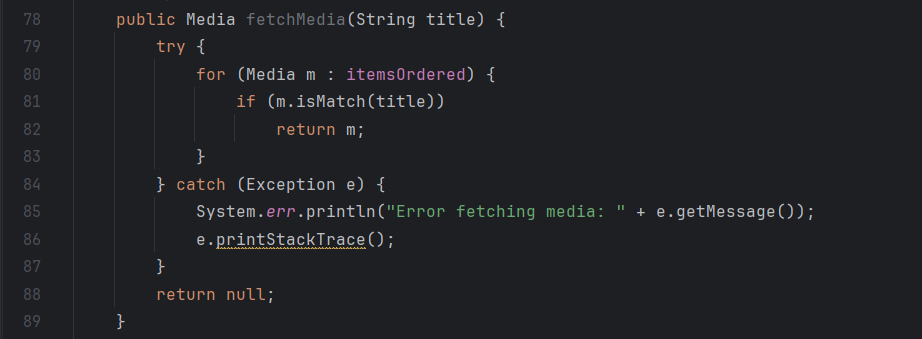 78 public Media fetchMedia(String title) {
79 try {
80 for (Media m : itemsOrdered) {
81 if (m.isMatch(title))
82 return m;
83 }
84 } catch (Exception e) {
85 System.err.println("Error fetching media: " + e.getMessage());
86 e.printStackTrace();
87 }
88 return null;
89 }